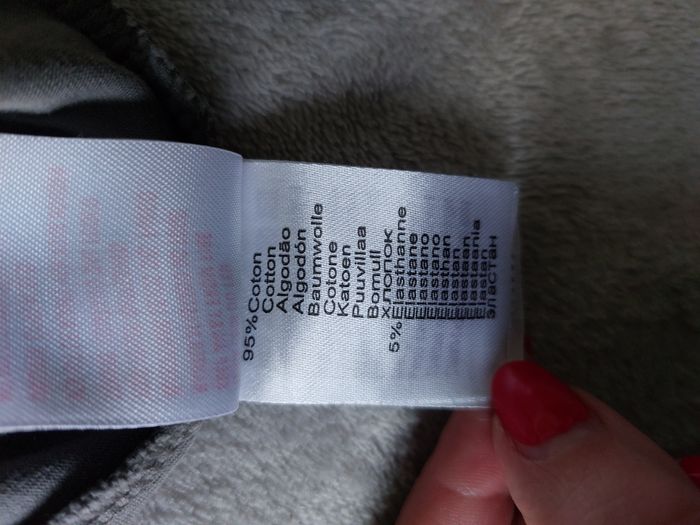 95%Coton
Cotton
Algodão
Algodón
Baumwolle
Cotone
Katoen
Puuvillaa
Bomull
хлопок
5%Elasthanne
Elastane
Elastano
Elastano
Elasthan
Elastan
Elastaan
Elastaania
Elastan
эластан